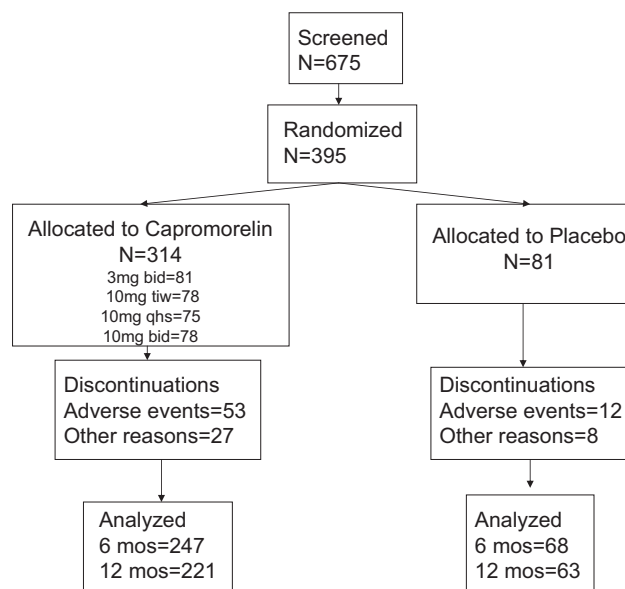 Screened
N=675
Randomized
N=395
Allocated to Capromorelin
N=314
3mg bid=81
10mg tiw=78
10mg qhs=75
10mg bid=78
Allocated to Placebo
N=81
Discontinuations
Adverse events=53
Other reasons=27
Discontinuations
Adverse events=12
Other reasons=8
Analyzed
6 mos=247
12 mos=221
Analyzed
6 mos=68
12 mos=63